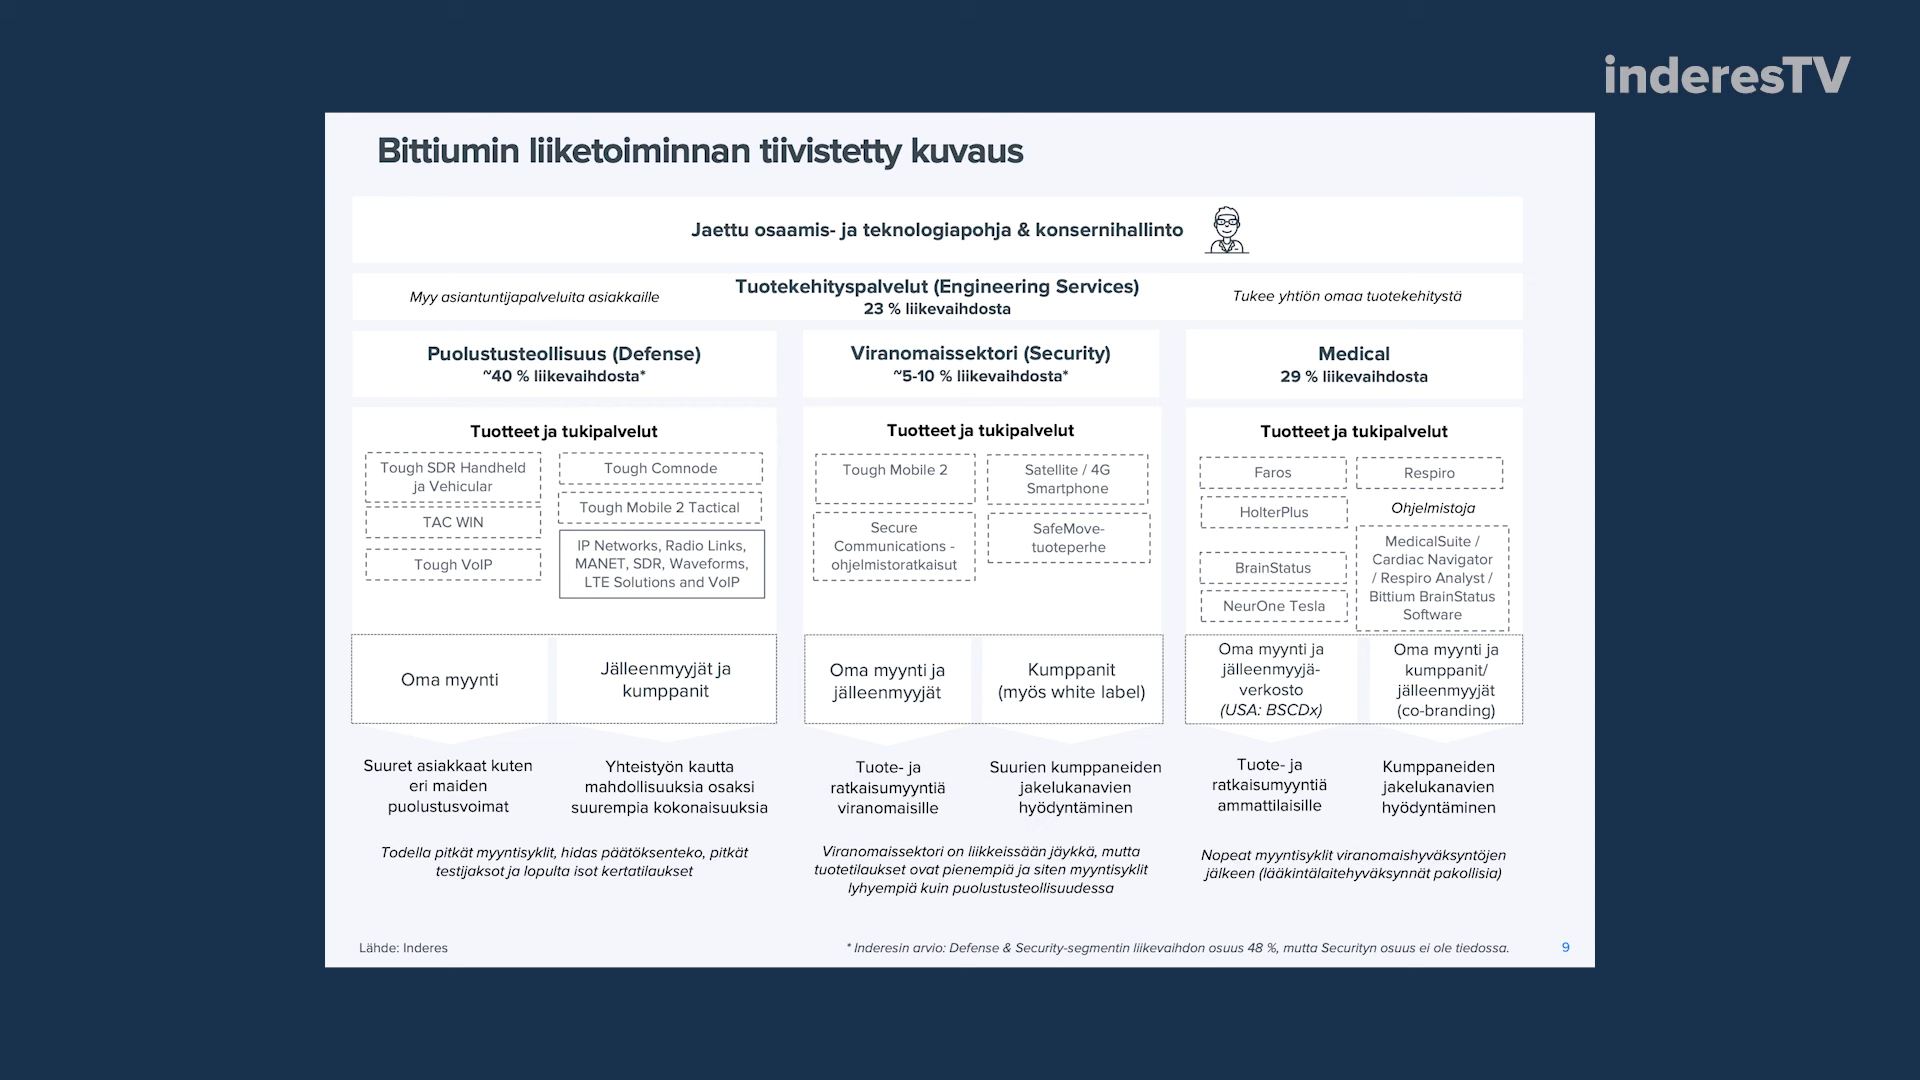 inderesTV
Bittiumin liiketoiminnan tiivistetty kuvaus
Jaettu osaamis- ja teknologiapohja & konsernihallinto
Myy asiantuntijapalveluita asiakkaille
Tuotekehityspalvelut (Engineering Services)
23 % liikevaihdosta
Tukee yhtiön omaa tuotekehitystä
Puolustusteollisuus (Defense)
~40 % liikevaihdosta*
Tuotteet ja tukipalvelut
Tough SDR Handheld
ja Vehicular
TAC WIN
Tough VoIP
Tough Comnode
Tough Mobile 2 Tactical
IP Networks, Radio Links,
MANET, SDR, Waveforms,
LTE Solutions and VoIP
Oma myynti
Jälleenmyyjät ja
kumppanit
Suuret asiakkaat kuten
eri maiden
puolustusvoimat
Yhteistyön kautta
mahdollisuuksia osaksi
suurempia kokonaisuuksia
Todella pitkät myyntisyklit, hidas päätöksenteko, pitkät
testijaksot ja lopulta isot kertatilaukset
Viranomaissektori (Security)
~5-10 % liikevaihdosta*
Tuotteet ja tukipalvelut
Tough Mobile 2
Secure
Communications -
ohjelmistoratkaisut
Satellite / 4G
Smartphone
SafeMove-
tuoteperhe
Oma myynti ja
jälleenmyyjät
Kumppanit
(myös white label)
Tuote- ja
ratkaisumyyntiä
viranomaisille
Suurien kumppaneiden
jakelukanavien
hyödyntäminen
Viranomaissektori on liikkeissään jäykkä, mutta
tuotetilaukset ovat pienempiä ja siten myyntisyklit
lyhyempiä kuin puolustusteollisuudessa
Medical
29 % liikevaihdosta
Tuotteet ja tukipalvelut
Faros
HolterPlus
BrainStatus
NeurOne Tesla
Respiro
Ohjelmistoja
MedicalSuite /
Cardiac Navigator
/ Respiro Analyst /
Bittium BrainStatus
Software
Oma myynti ja
jälleenmyyjä-
verkosto
(USA: BSCDx)
Oma myynti ja
kumppanit/
jälleenmyyjät
(co-branding)
Tuote- ja
ratkaisumyyntiä
ammattilaisille
Kumppaneiden
jakelukanavien
hyödyntäminen
Nopeat myyntisyklit viranomaishyväksyntöjen
jälkeen (lääkintälaitehyväksynnät pakollisia)
Lähde: Inderes
* Inderesin arvio: Defense & Security-segmentin liikevaihdon osuus 48 %, mutta Securityn osuus ei ole tiedossa.
9